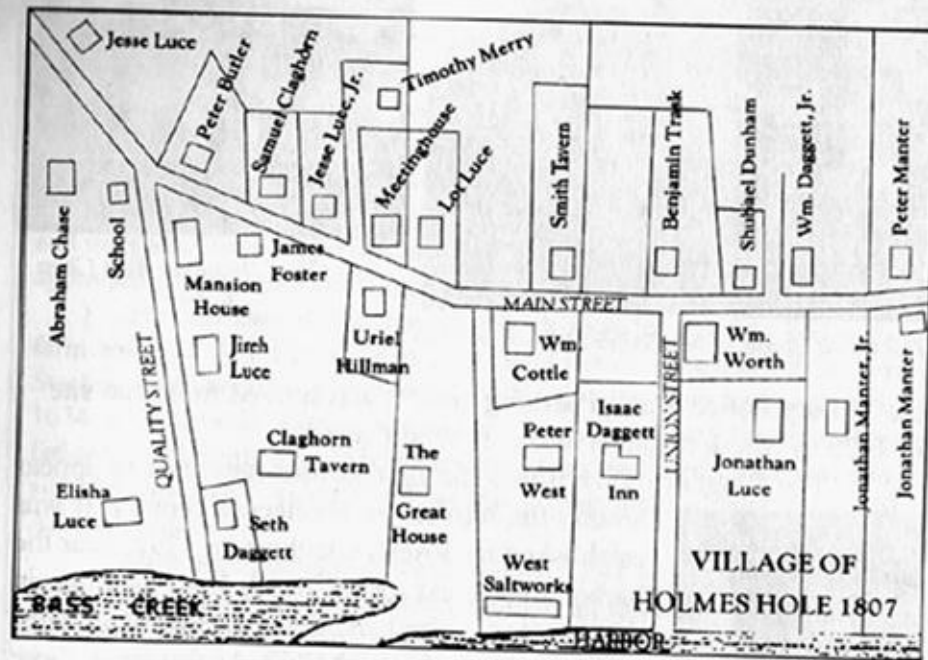 Jesse Luce
Peter Butler
Samuel Claghorn
Jesse Luce, Jr.
Timothy Merry
Meetinghouse
Lot Luce
Smith Tavern
Benjamin Trask
Shubael Dunham
Wm. Daggett, Jr.
Peter Manter
Abraham Chase
School
Mansion
House
James
Foster
MAIN STREET
Uriel
Hillman
Jirch
Luce
QUALITY STREET
Wm.
Cottle
UNION STREET
Wm.
Worth
Jonathan Manter, Jr.
Jonathan Manter
Claghorn
Tavern
The
Great
House
Peter
West
Isaac
Daggett
Inn
Jonathan
Luce
Elisha
Luce
Seth
Daggett
West
Saltworks
VILLAGE OF
HOLMES HOLE 1807
BASS CREEK
HARBOR